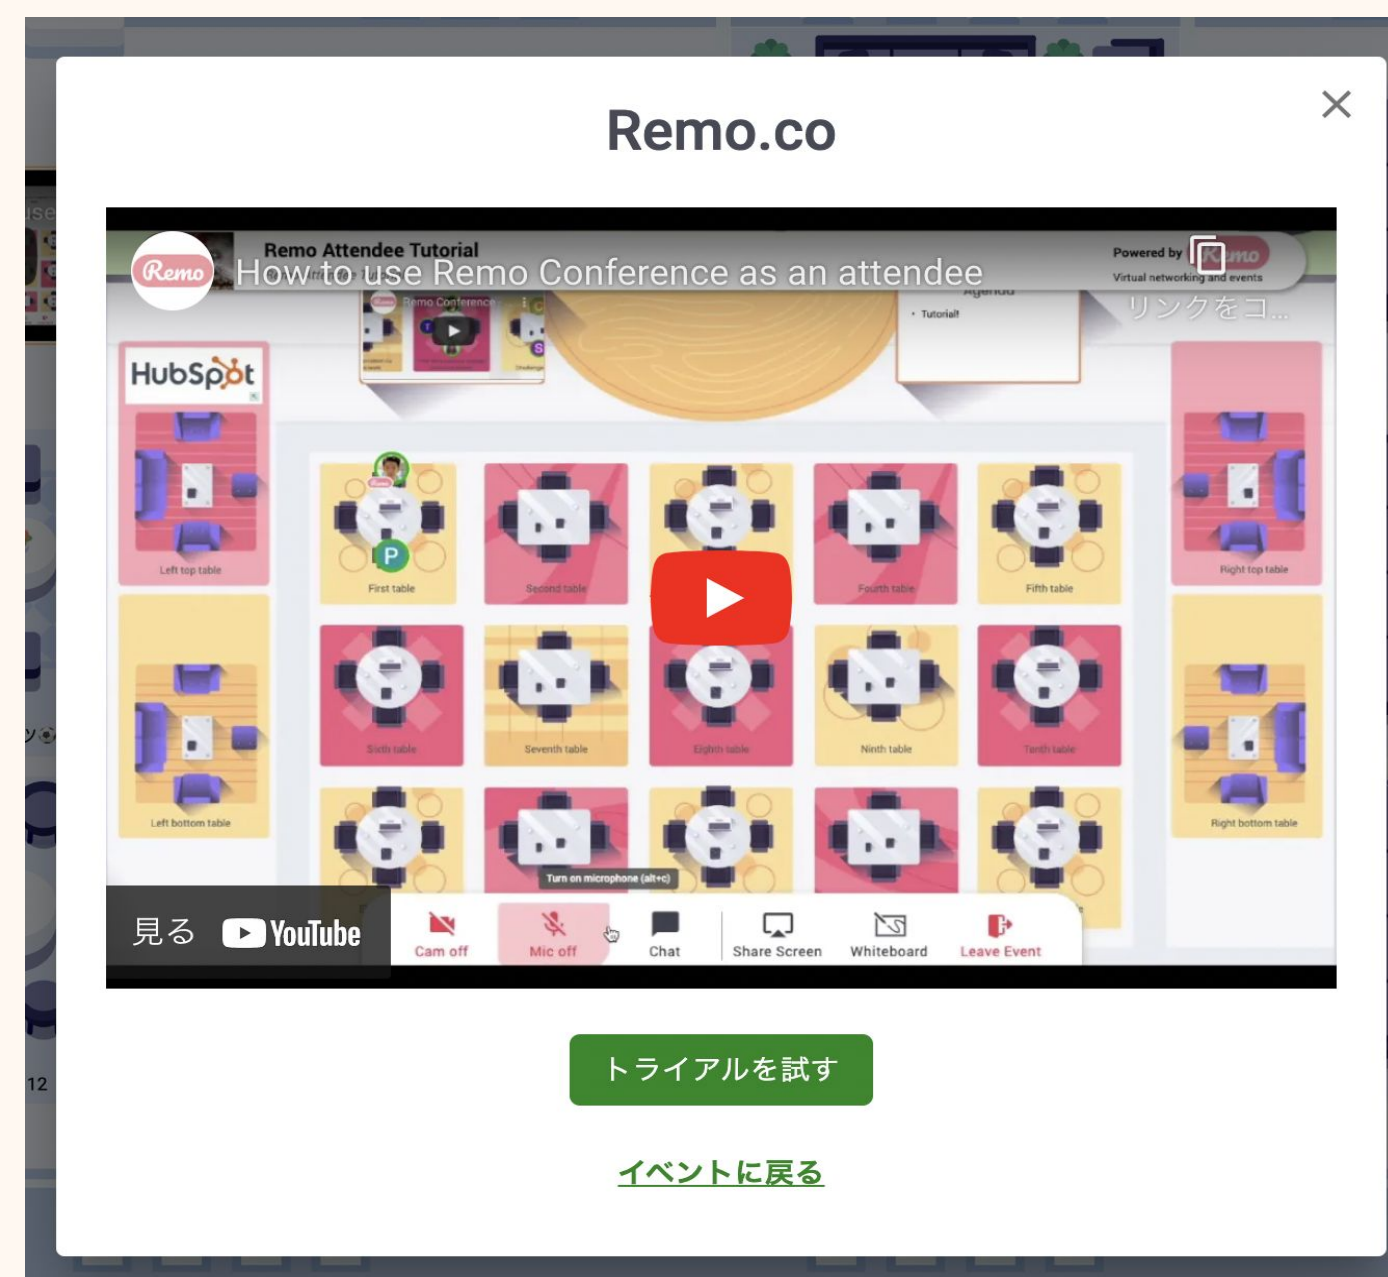 Remo.co
use
Remo
Remo Attendee Tutorial
How to use Remo Conference as an attendee
Powered by Remo
Virtual networking and events
リンクをコ...
Remo Conference
Agenda
• Tutorial!
HubSpot
Left top table
P
First table
Second table
Fourth table
Fifth table
Right top table
Sixth table
Seventh table
Eighth table
Ninth table
Tenth table
Left bottom table
Right bottom table
Turn on microphone (alt+c)
見る YouTube
Cam off
Mic off
Chat
Share Screen
Whiteboard
Leave Event
12
トライアルを試す
イベントに戻る